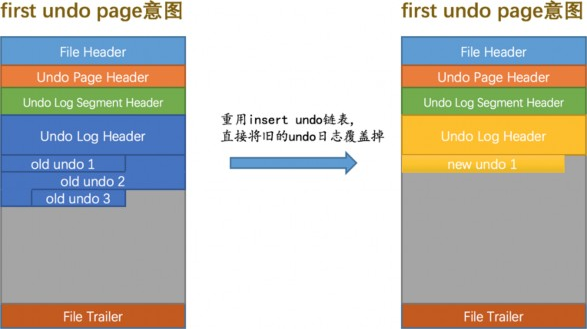 first undo page意图
File Header
Undo Page Header
Undo Log Segment Header
Undo Log Header
old undo 1
old undo 2
old undo 3
File Trailer
重用insert undo链表,
直接将旧的undo日志覆盖掉
first undo page意图
File Header
Undo Page Header
Undo Log Segment Header
Undo Log Header
new undo 1
File Trailer